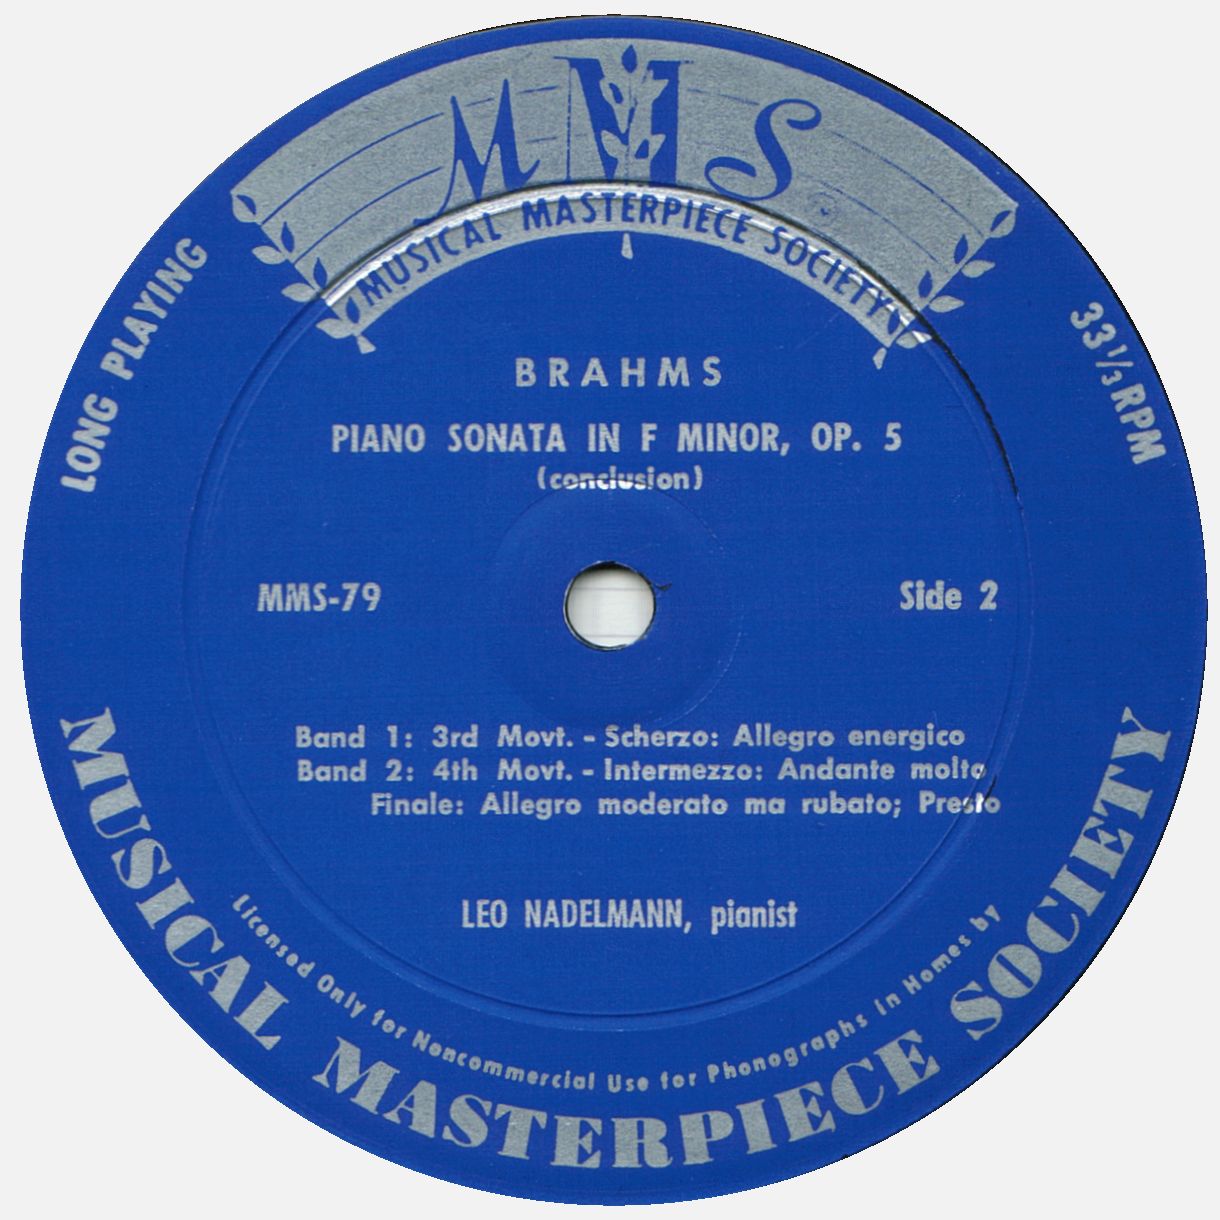 MMS
MUSICAL MASTERPIECE SOCIETY
LONG PLAYING
33 1/3 RPM
BRAHMS
PIANO SONATA IN F MINOR, OP. 5
(conclusion)
MMS-79
Side 2
Band 1: 3rd Movt. - Scherzo: Allegro energico
Band 2: 4th Movt. - Intermezzo: Andante molto
Finale: Allegro moderato ma rubato; Presto
LEO NADELMANN, pianist
Licensed Only for Noncommercial Use for Phonographs in Homes by
MUSICAL MASTERPIECE SOCIETY